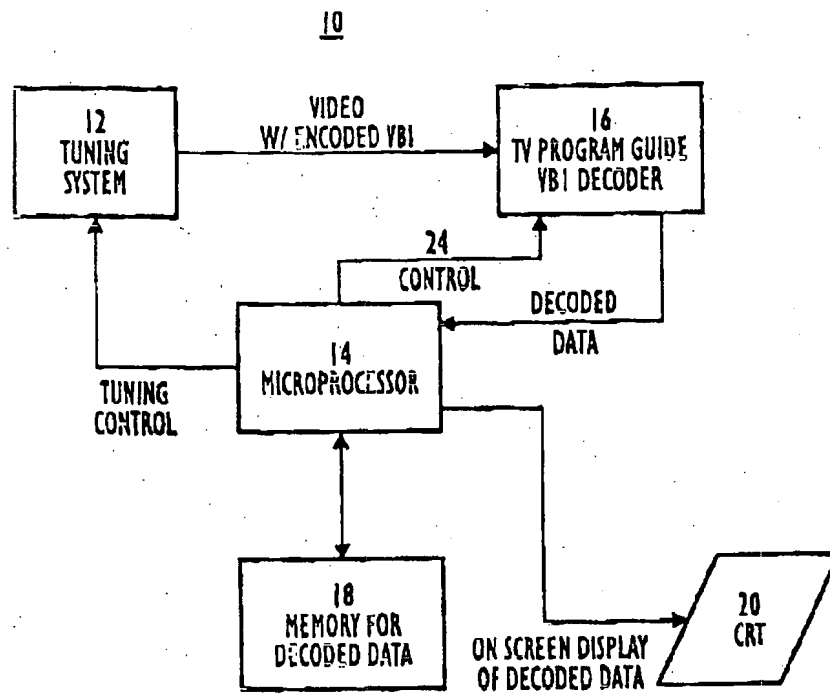 10
12
TUNING
SYSTEM
VIDEO
W/ ENCODED VBI
16
TV PROGRAM GUIDE
VBI DECODER
24
CONTROL
DECODED
DATA
14
MICROPROCESSOR
TUNING
CONTROL
18
MEMORY FOR
DECODED DATA
ON SCREEN DISPLAY
OF DECODED DATA
20
CRT